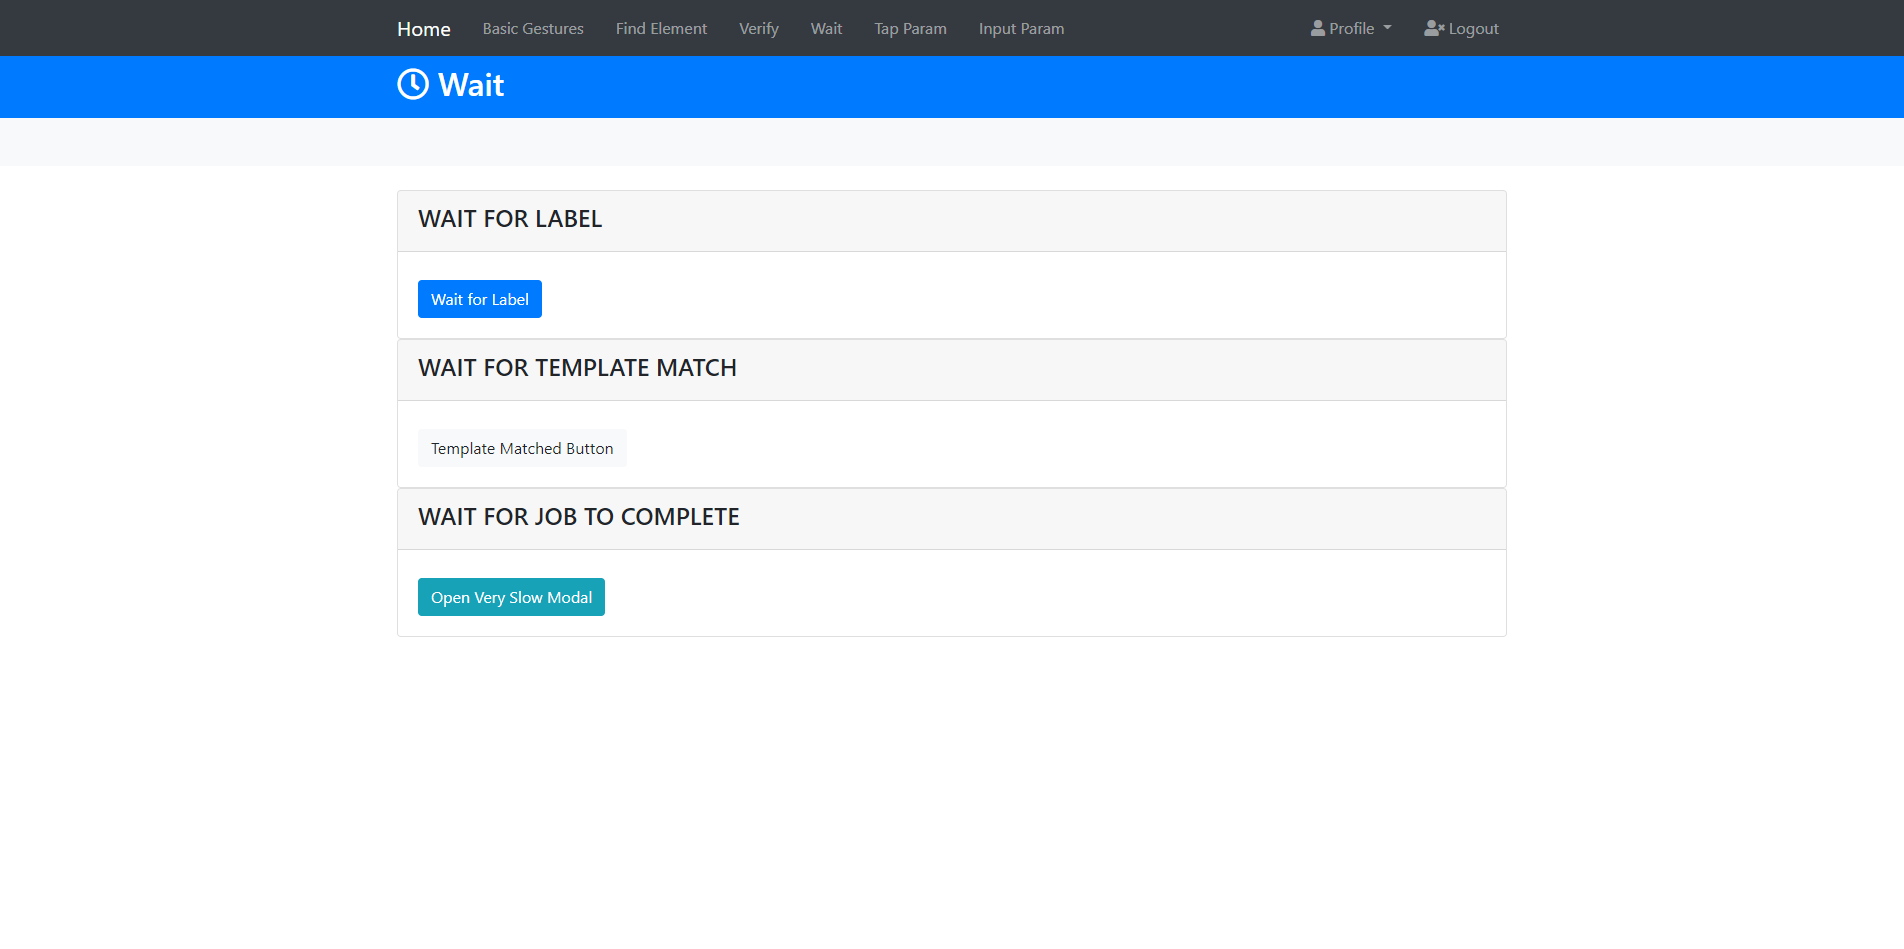 Home Basic Gestures Find Element Verify Wait Tap Param Input Param Profile Logout
Wait
WAIT FOR LABEL
Wait for Label
WAIT FOR TEMPLATE MATCH
Template Matched Button
WAIT FOR JOB TO COMPLETE
Open Very Slow Modal